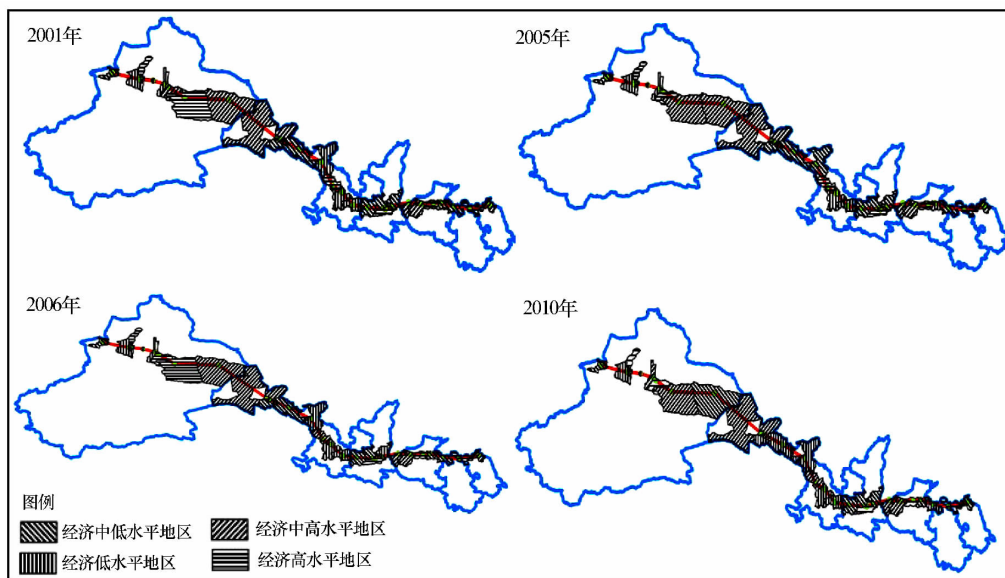 2001年
2005年
2006年
2010年
图例
经济中低水平地区
经济中高水平地区
经济低水平地区
经济高水平地区